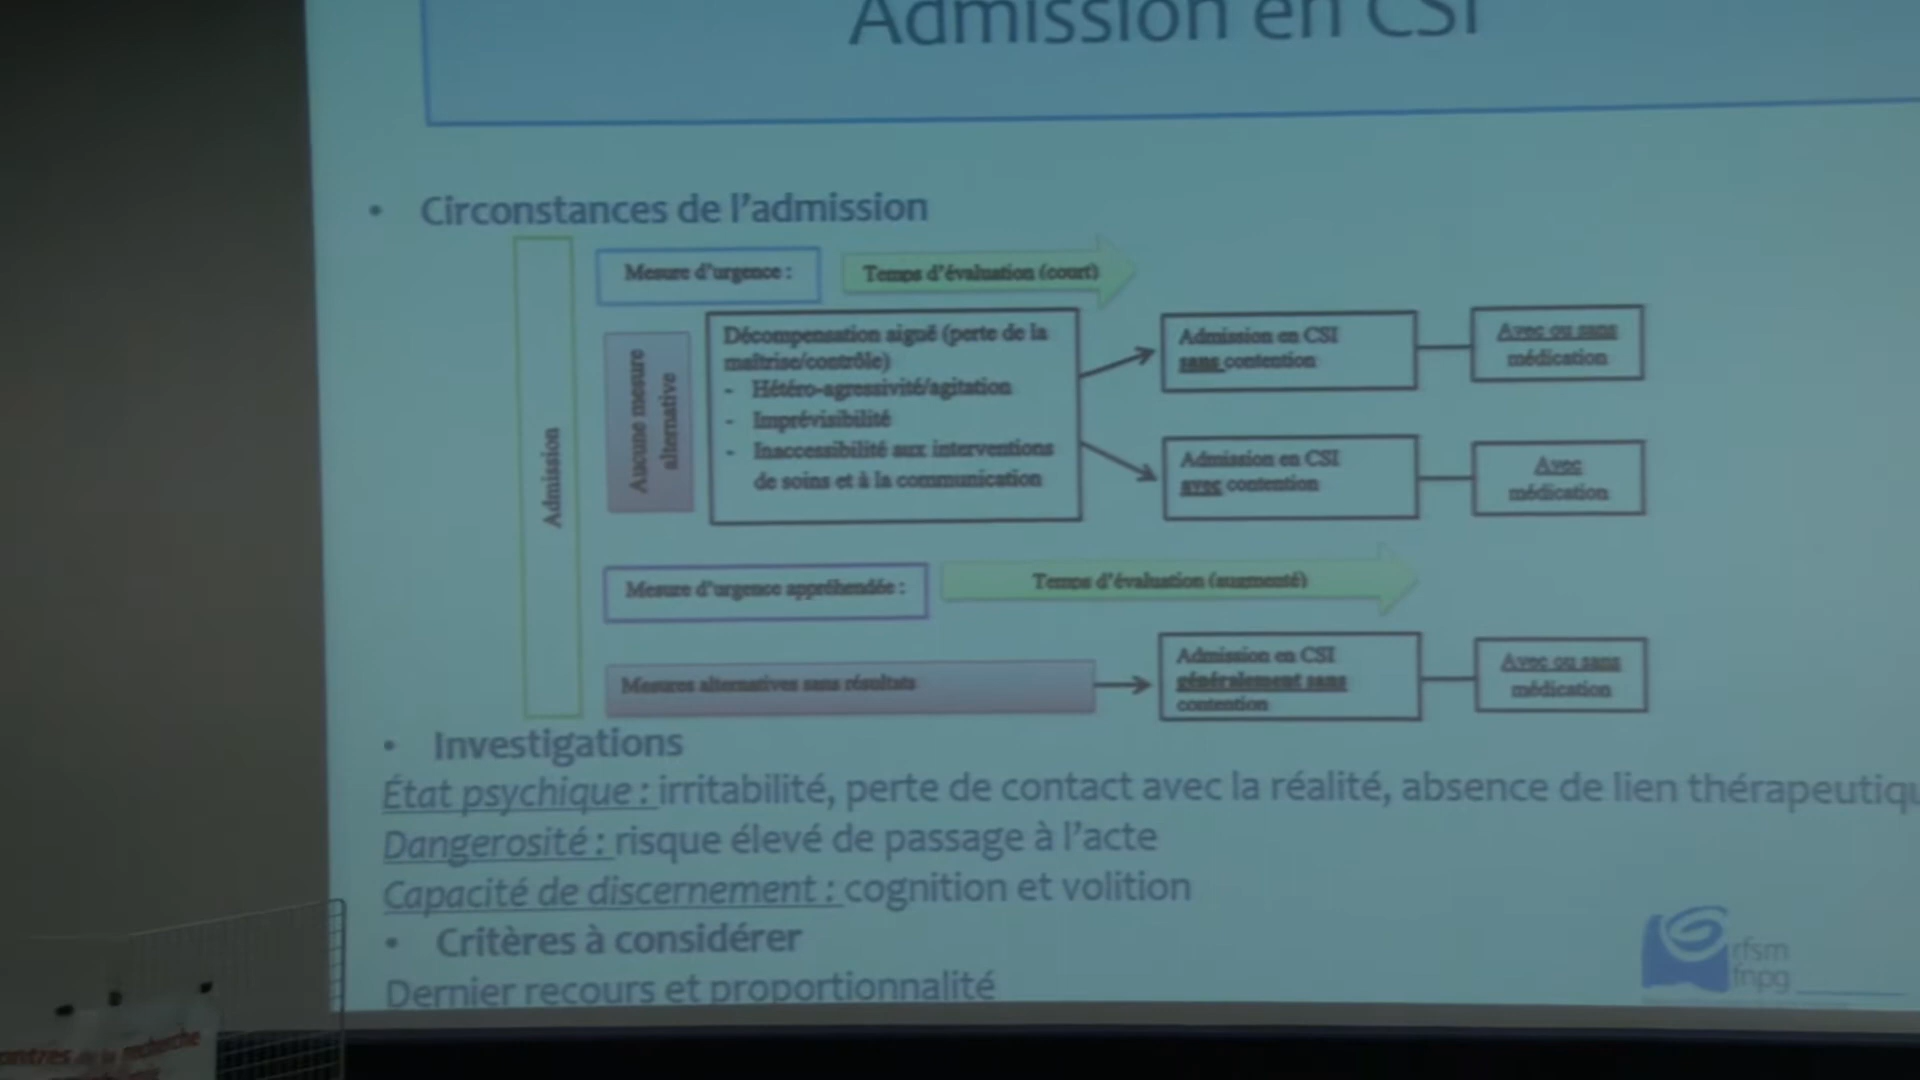 Admission en CSI
• Circonstances de l'admission
Admission
Mesure d'urgence :
Temps d'évaluation (court)
Aucune mesure
alternative
Décompensation aiguë (perte de la
maîtrise/contrôle)
- Hétéro-agressivité/agitation
- Imprévisibilité
- Inaccessibilité aux interventions
de soins et à la communication
Admission en CSI
sans contention
Avec ou sans
médication
Admission en CSI
avec contention
Avec
médication
Mesure d'urgence appréhendée :
Temps d'évaluation (augmenté)
Mesures alternatives sans résultats
Admission en CSI
généralement sans
contention
Avec ou sans
médication
• Investigations
État psychique : irritabilité, perte de contact avec la réalité, absence de lien thérapeutiqu
Dangerosité : risque élevé de passage à l'acte
Capacité de discernement : cognition et volition
• Critères à considérer
Dernier recours et proportionnalité
rfsm
fnpg
ontres de la recherche